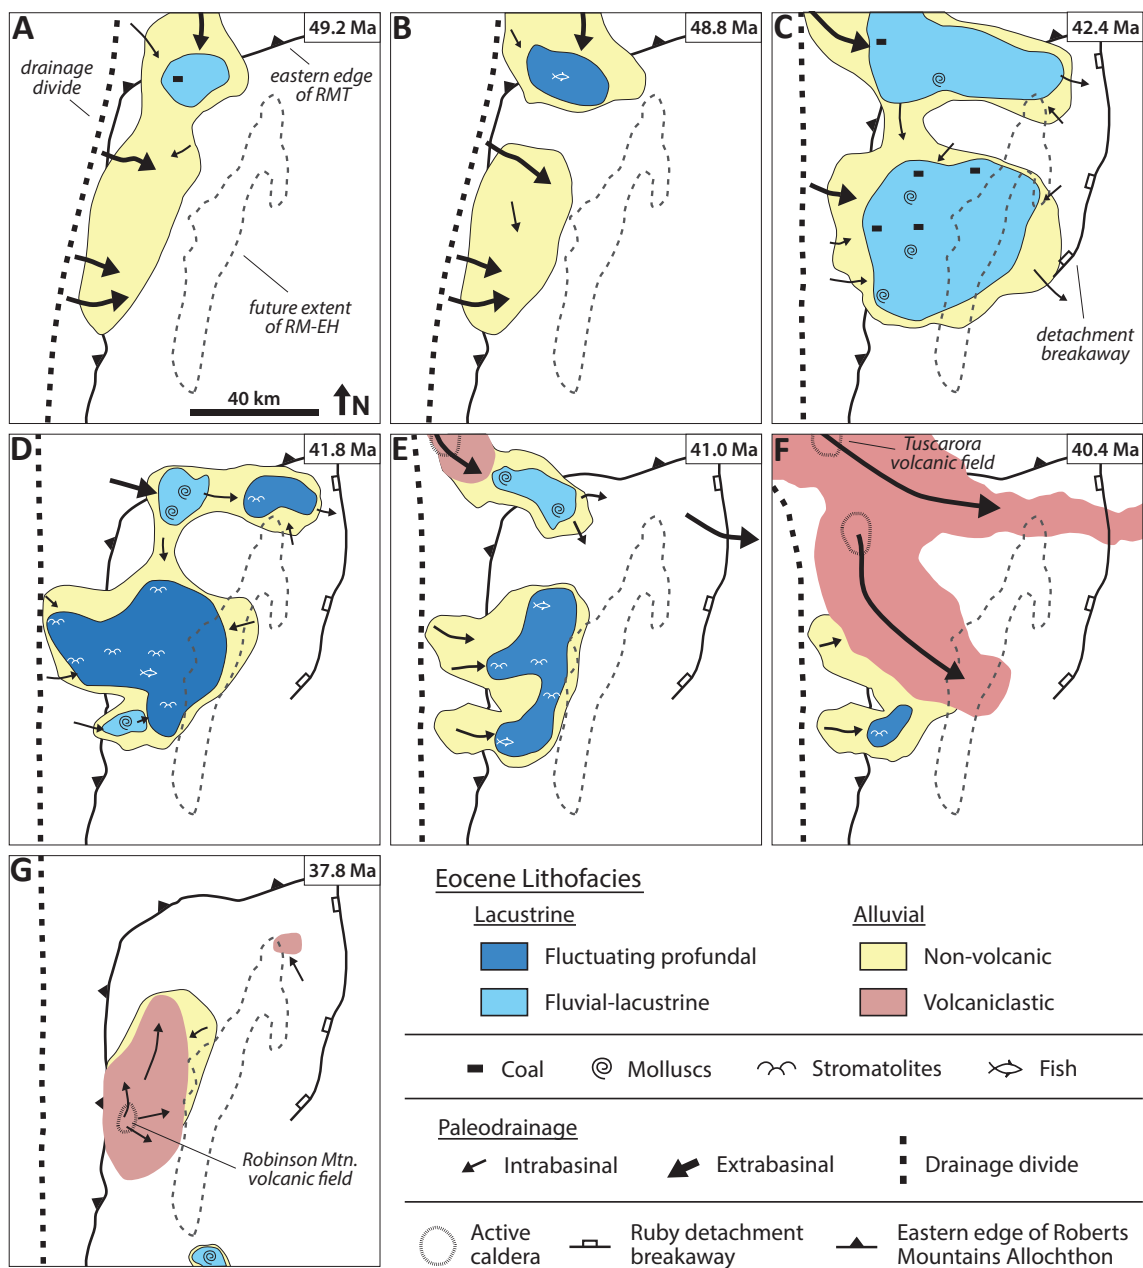 A
49.2 Ma
drainage
divide
eastern edge
of RMT
future extent
of RM-EH
40 km
N
B
48.8 Ma
C
42.4 Ma
detachment
breakaway
D
41.8 Ma
E
41.0 Ma
F
40.4 Ma
Tuscarora
volcanic field
G
37.8 Ma
Robinson Mtn.
volcanic field
Eocene Lithofacies
Lacustrine
Alluvial
Fluctuating profundal
Non-volcanic
Fluvial-lacustrine
Volcaniclastic
Coal
Molluscs
Stromatolites
Fish
Paleodrainage
Intrabasinal
Extrabasinal
Drainage divide
Active
caldera
Ruby detachment
breakaway
Eastern edge of Roberts
Mountains Allochthon